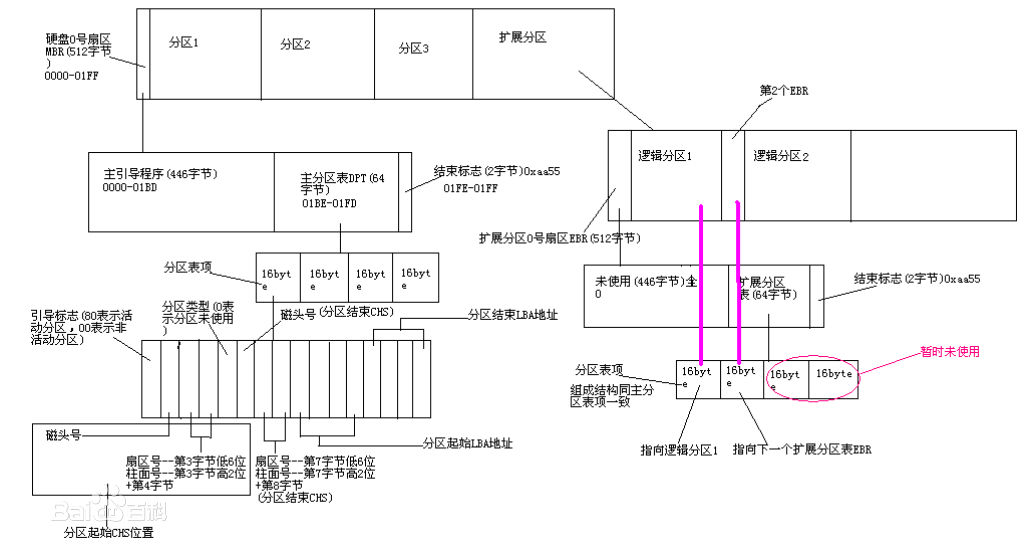 硬盘0号扇区
MBR(512字节
)
0000-01FF
分区1
分区2
分区3
扩展分区
第2个EBR
逻辑分区1
逻辑分区2
主引导程序(446字节)
0000-01BD
主分区表DPT(64
字节)
01BE-01FD
结束标志(2字节)0xaa55
01FE-01FF
扩展分区0号扇区EBR(512字节)
分区表项
16byt
e
16byt
e
16byt
e
16byt
e
未使用(446字节)全
0
扩展分区
表(64字节)
结束标志(2字节)0xaa55
引导标志(80表示活
动分区，00表示非
活动分区)
分区类型(0表
示分区未使用
)
磁头号(分区结束CHS)
分区结束LBA地址
暂时未使用
分区表项
组成结构同主分
区表项一致
16byt
e
16byt
e
16byt
e
16byte
磁头号
扇区号--第3字节低6位
柱面号--第3字节高2位
+第4字节
扇区号--第7字节低6位
柱面号--第7字节高2位
+第8字节
(分区结束CHS)
分区起始LBA地址
指向逻辑分区1
指向下一个扩展分区表EBR
Bai百科
分区起始CHS位置